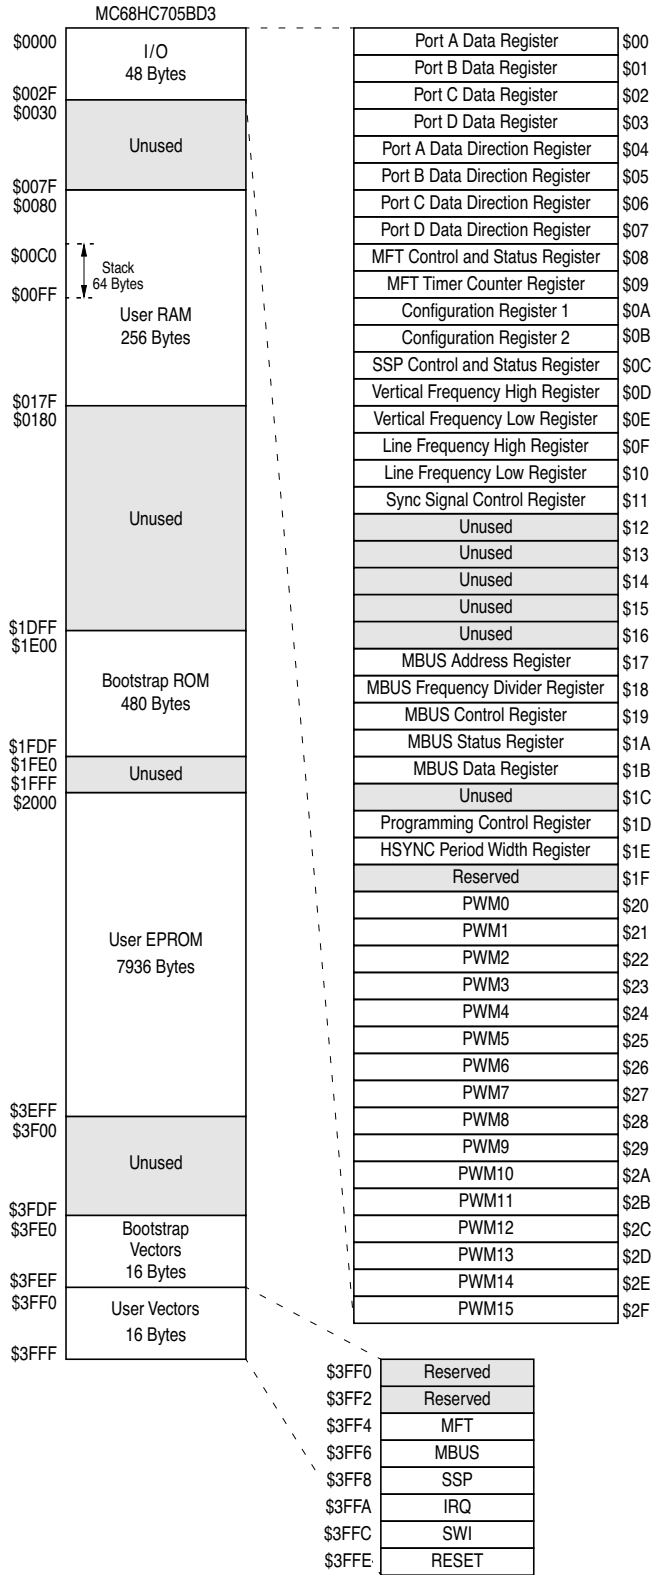 MC68HC705BD3
$0000
I/O
48 Bytes
$002F
$0030
Unused
$007F
$0080
$00C0
Stack
64 Bytes
$00FF
User RAM
256 Bytes
$017F
$0180
Unused
$1DFF
$1E00
Bootstrap ROM
480 Bytes
$1FDF
$1FE0
Unused
$1FFF
$2000
User EPROM
7936 Bytes
$3EFF
$3F00
Unused
$3FDF
$3FE0
Bootstrap
Vectors
16 Bytes
$3FEF
$3FF0
User Vectors
16 Bytes
$3FFF
Port A Data Register $00
Port B Data Register $01
Port C Data Register $02
Port D Data Register $03
Port A Data Direction Register $04
Port B Data Direction Register $05
Port C Data Direction Register $06
Port D Data Direction Register $07
MFT Control and Status Register $08
MFT Timer Counter Register $09
Configuration Register 1 $0A
Configuration Register 2 $0B
SSP Control and Status Register $0C
Vertical Frequency High Register $0D
Vertical Frequency Low Register $0E
Line Frequency High Register $0F
Line Frequency Low Register $10
Sync Signal Control Register $11
Unused $12
Unused $13
Unused $14
Unused $15
Unused $16
MBUS Address Register $17
MBUS Frequency Divider Register $18
MBUS Control Register $19
MBUS Status Register $1A
MBUS Data Register $1B
Unused $1C
Programming Control Register $1D
HSYNC Period Width Register $1E
Reserved $1F
PWM0 $20
PWM1 $21
PWM2 $22
PWM3 $23
PWM4 $24
PWM5 $25
PWM6 $26
PWM7 $27
PWM8 $28
PWM9 $29
PWM10 $2A
PWM11 $2B
PWM12 $2C
PWM13 $2D
PWM14 $2E
PWM15 $2F
$3FF0 Reserved
$3FF2 Reserved
$3FF4 MFT
$3FF6 MBUS
$3FF8 SSP
$3FFA IRQ
$3FFC SWI
$3FFE RESET